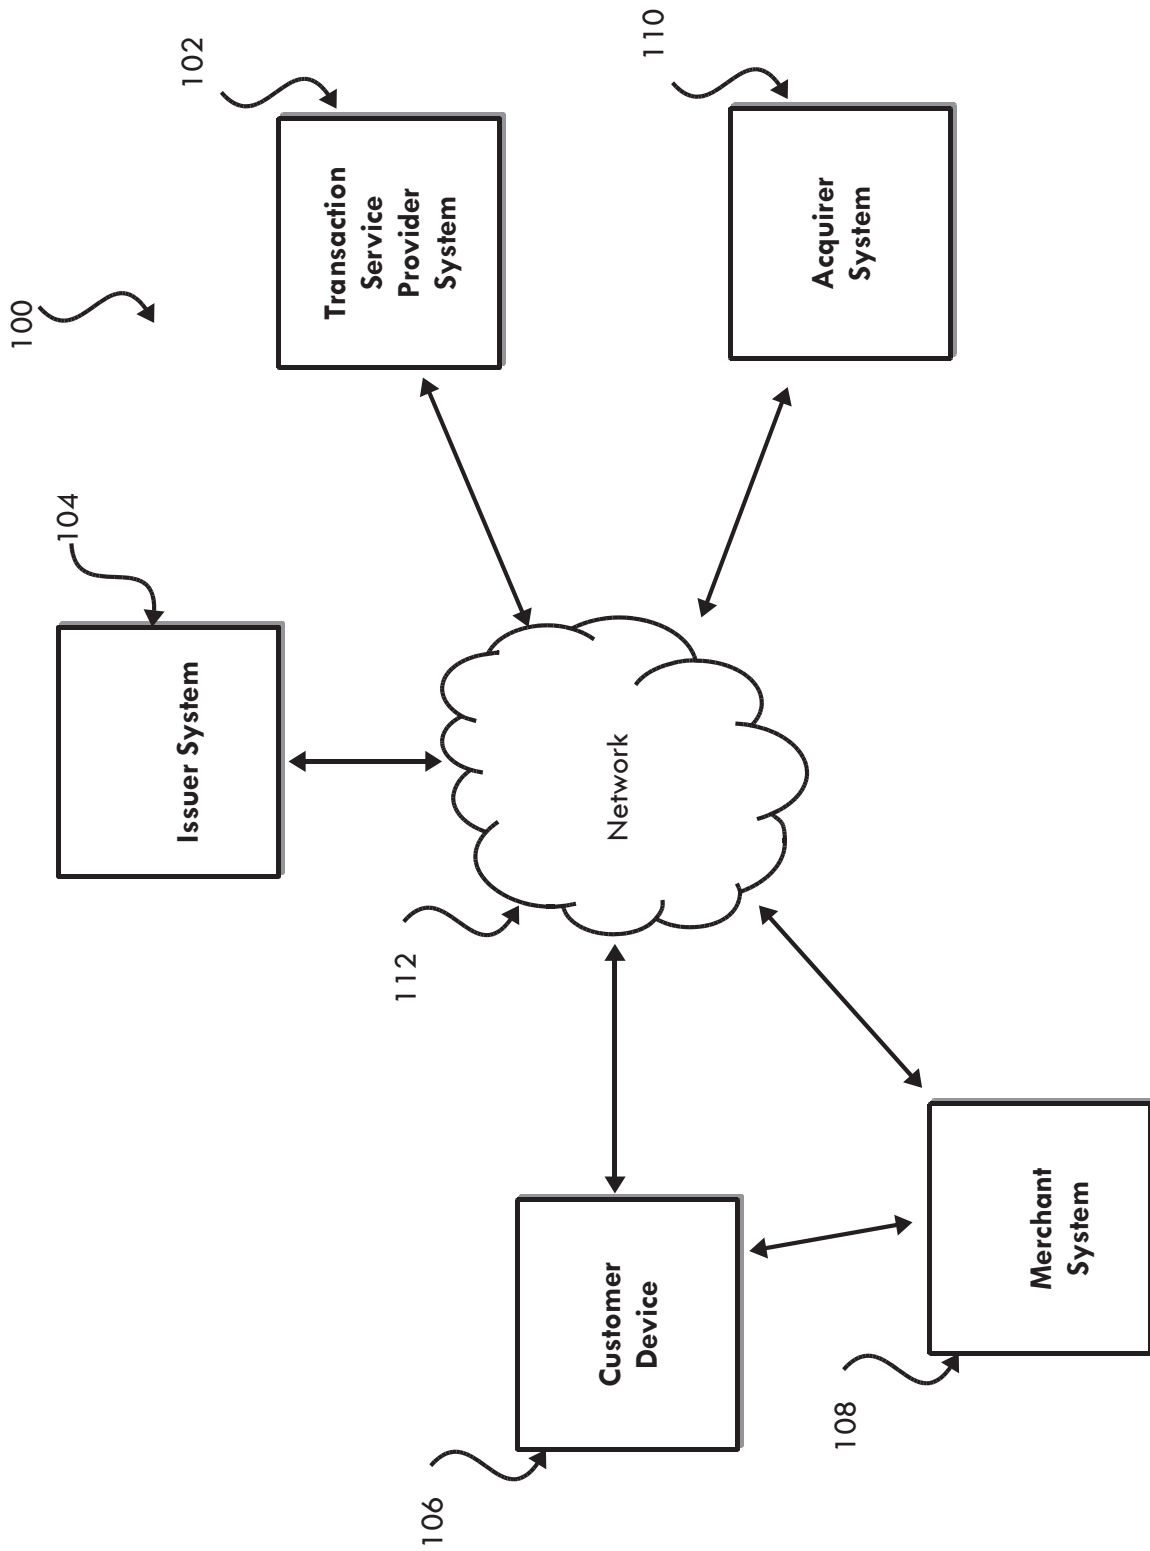 100
104
Issuer System
102
Transaction
Service
Provider
System
112
Network
106
Customer
Device
110
Acquirer
System
108
Merchant
System